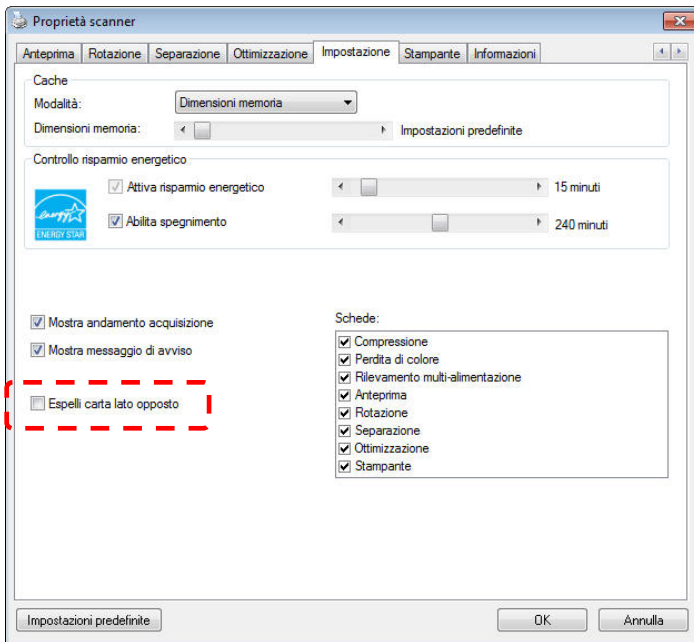 Proprietà scanner
Anteprima Rotazione Separazione Ottimizzazione Impostazione Stampante Informazioni
Cache
Modalità: Dimensioni memoria
Dimensioni memoria: Impostazioni predefinite
Controllo risparmio energetico
Attiva risparmio energetico 15 minuti
energy
ENERGY STAR
Abilita spegnimento 240 minuti
Mostra andamento acquisizione
Mostra messaggio di avviso
Espelli carta lato opposto
Schede:
Compressione
Perdita di colore
Rilevamento multi-alimentazione
Anteprima
Rotazione
Separazione
Ottimizzazione
Stampante
Impostazioni predefinite OK Annulla